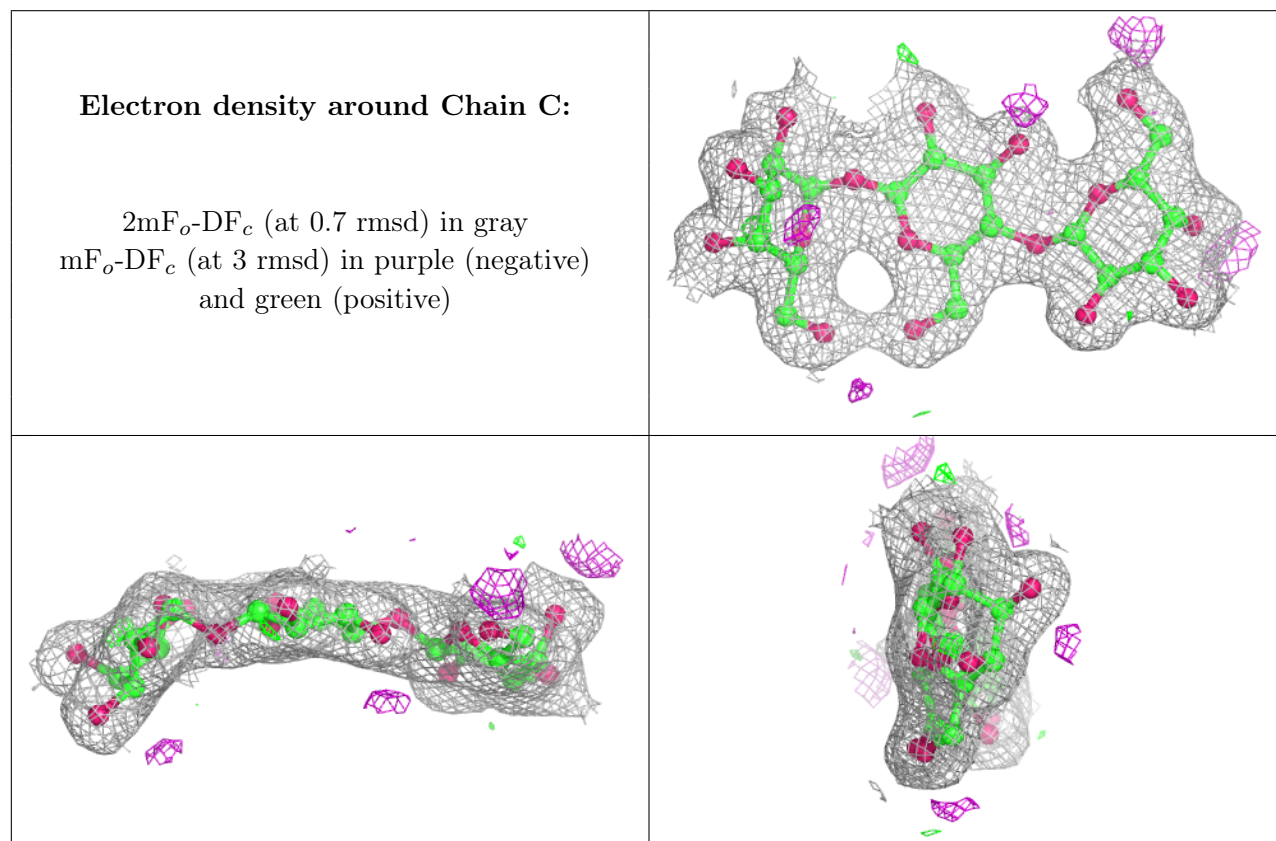 Electron density around Chain C:
2mFₒ-DF𝑐 (at 0.7 rmsd) in gray
mFₒ-DF𝑐 (at 3 rmsd) in purple (negative)
and green (positive)